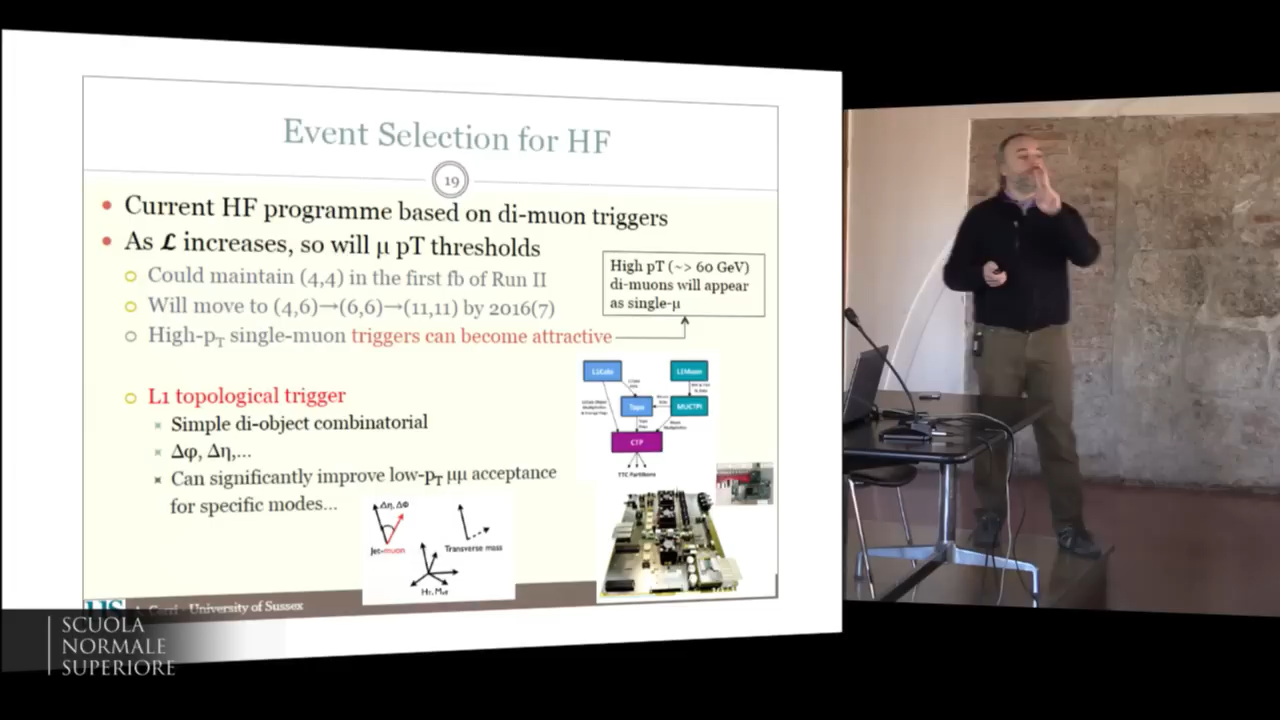 Event Selection for HF
19
• Current HF programme based on di-muon triggers
• As ℒ increases, so will μ pT thresholds
○ Could maintain (4,4) in the first fb of Run II
○ Will move to (4,6)→(6,6)→(11,11) by 2016(7)
○ High-pT single-muon triggers can become attractive
High pT (~> 60 GeV)
di-muons will appear
as single-μ
○ L1 topological trigger
Simple di-object combinatorial
Δφ, Δη,...
Can significantly improve low-pT μμ acceptance
for specific modes...
L1Calo
L1Muon
Topo
MUCTPI
CTP
TTC Partitions
Δη, ΔΦ
Jet-muon
Transverse mass
University of Sussex
SCUOLA
NORMALE
SUPERIORE